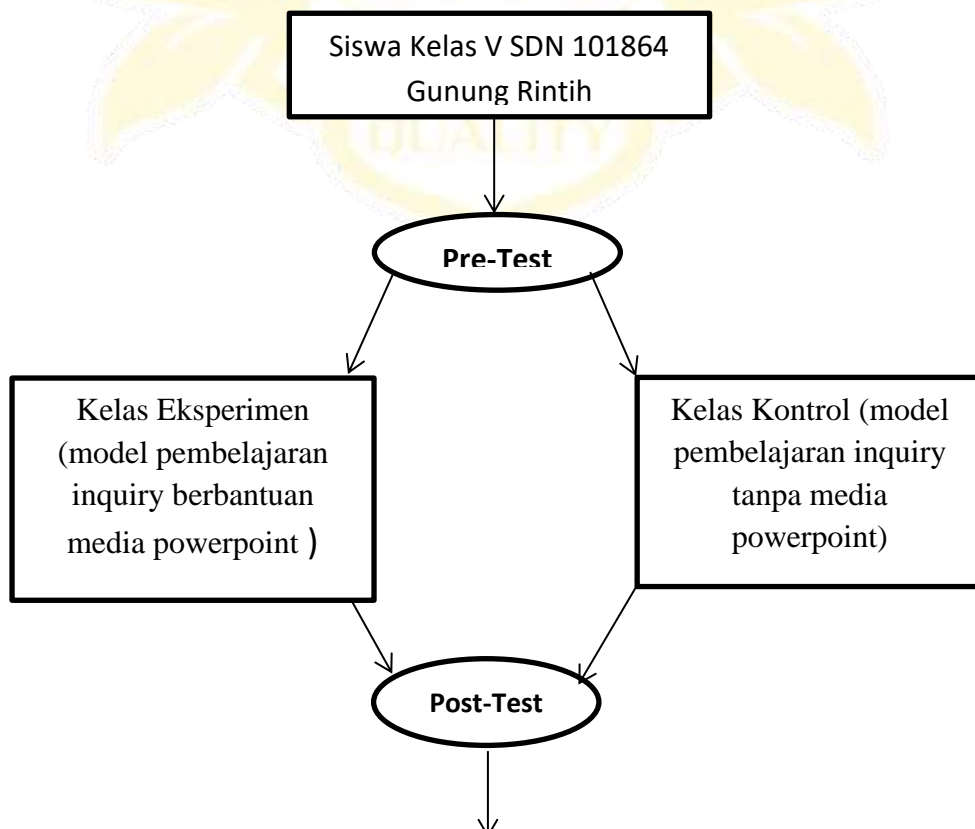 Siswa Kelas V SDN 101864
Gunung Rintih
QUALITY
Pre-Test
Kelas Eksperimen
(model pembelajaran
inquiry berbantuan
media powerpoint )
Kelas Kontrol (model
pembelajaran inquiry
tanpa media
powerpoint)
Post-Test